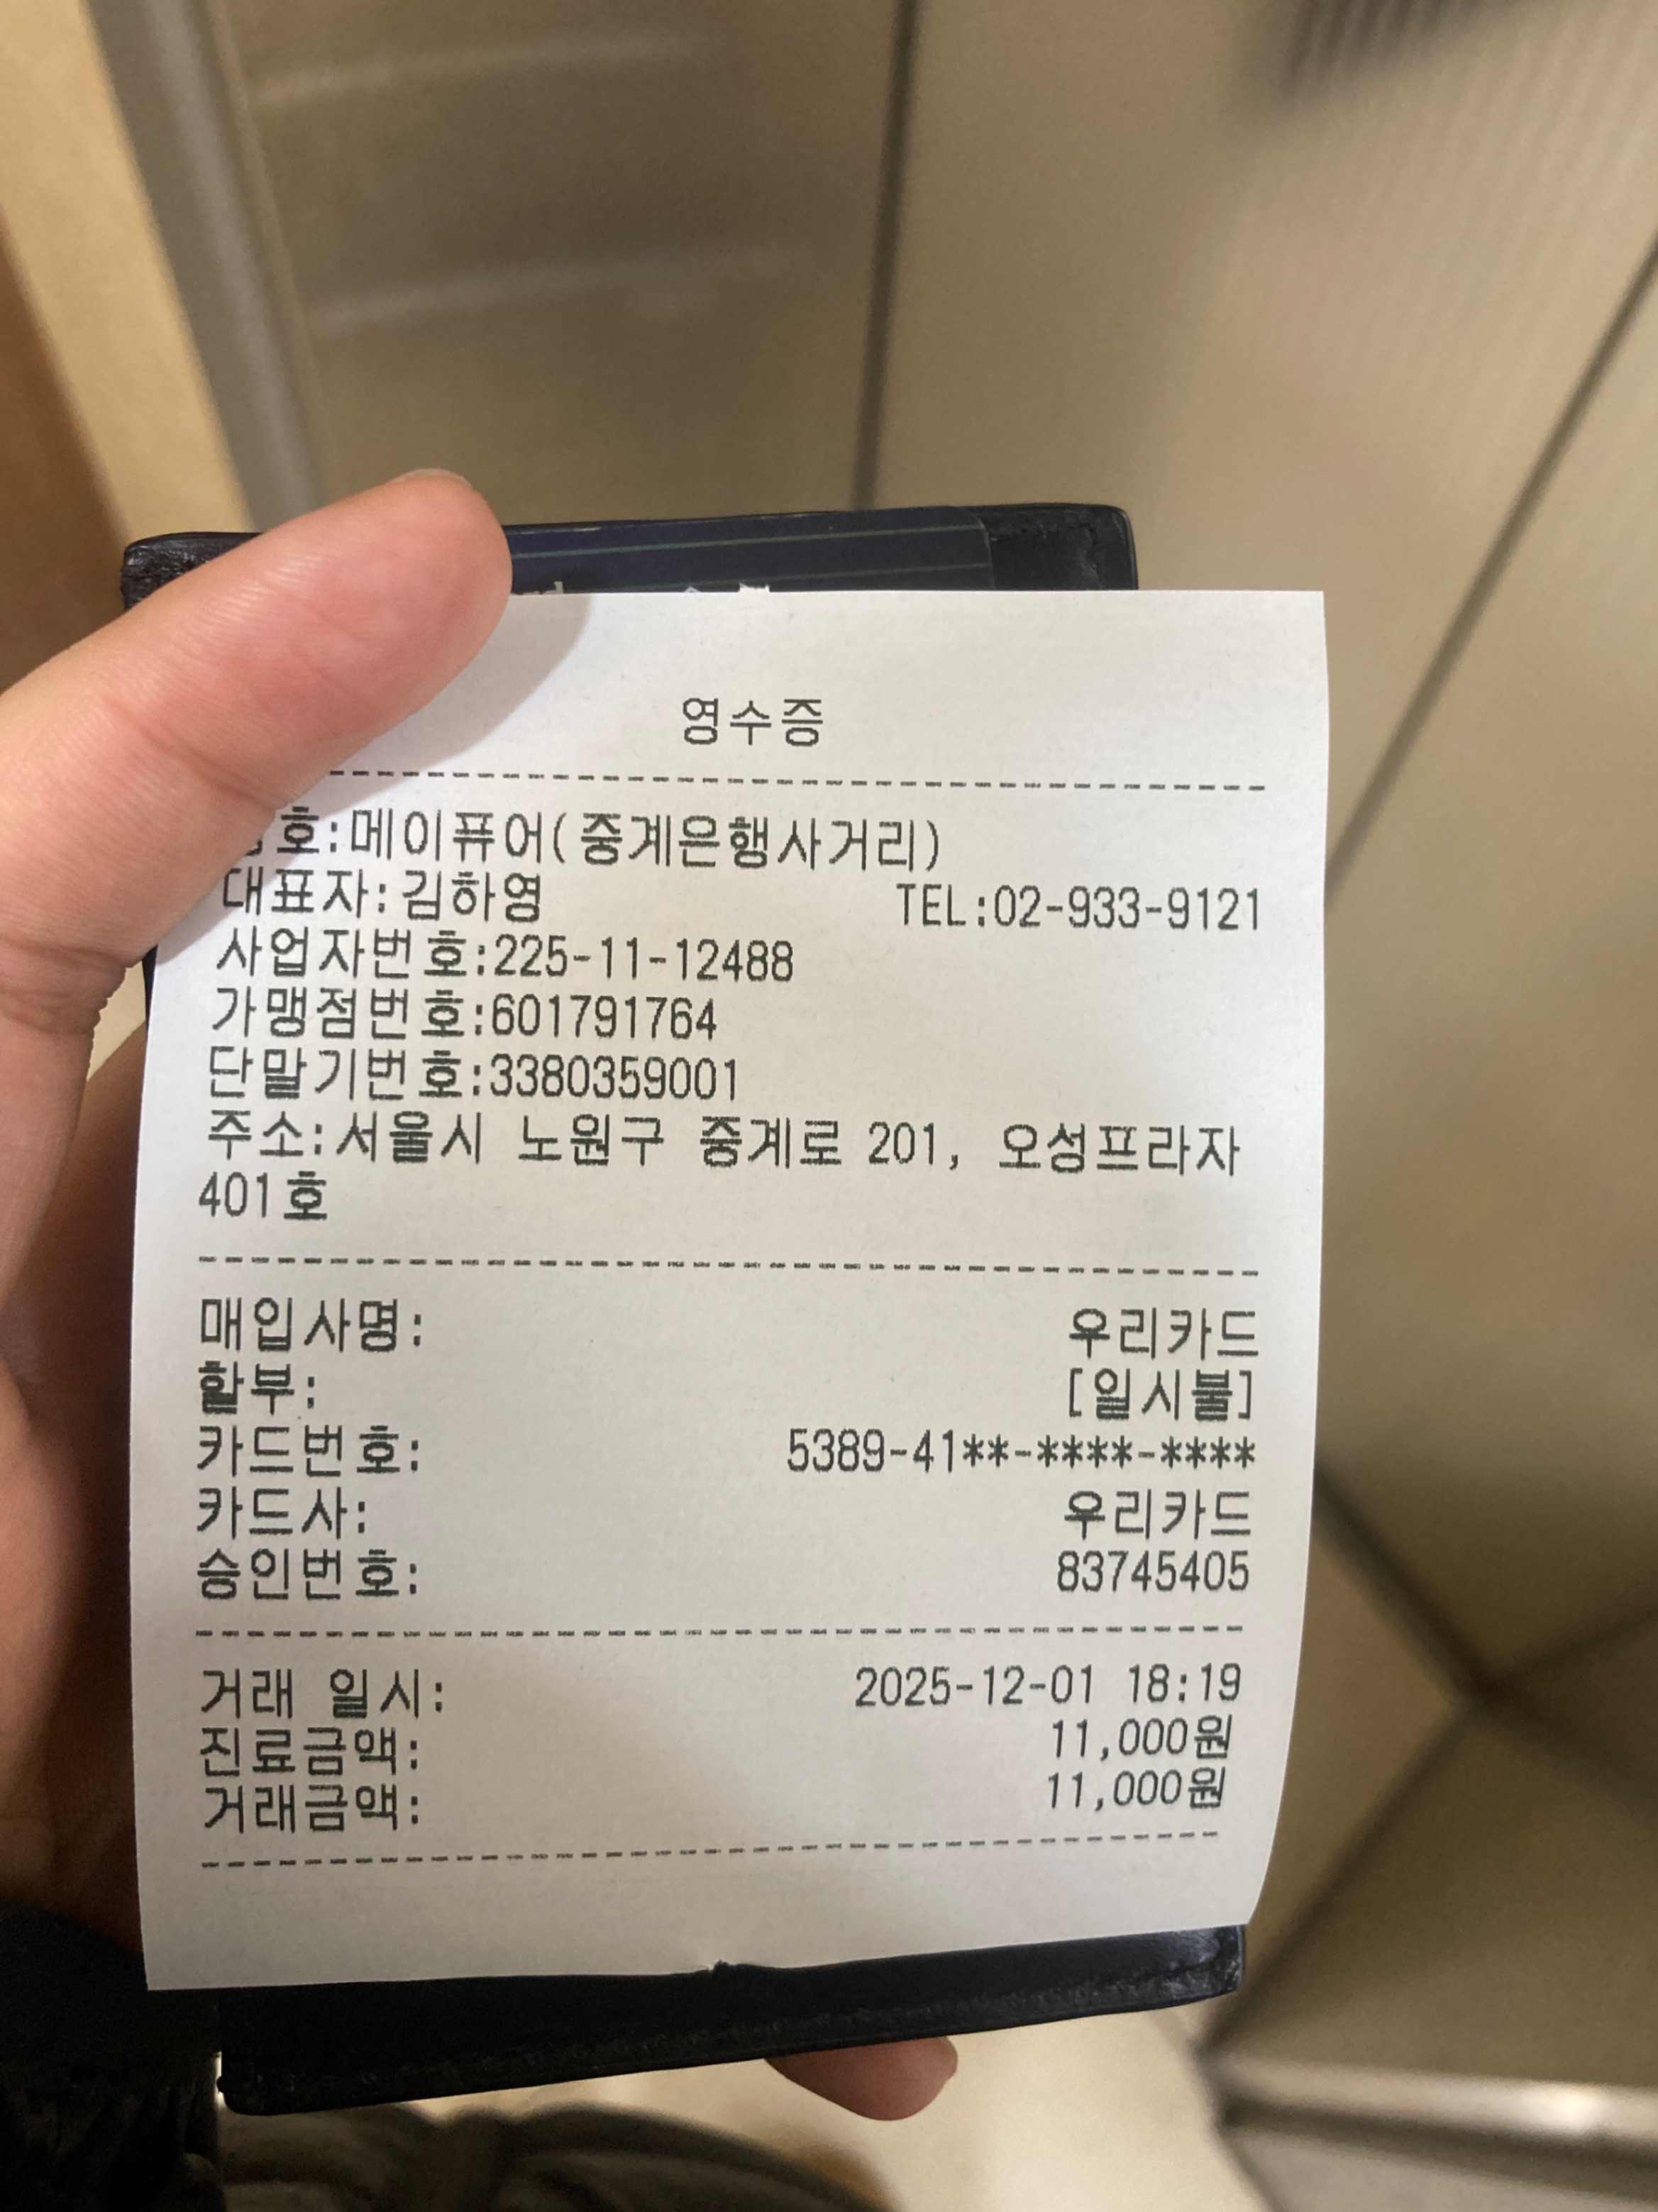 영수증
호:메이퓨어(중계은행사거리)
대표자:김하영 TEL:02-933-9121
사업자번호:225-11-12488
가맹점번호:601791764
단말기번호:3380359001
주소:서울시 노원구 중계로 201, 오성프라자
401호
매입사명: 우리카드
할부: [일시불]
카드번호: 5389-41**-****-****
카드사: 우리카드
승인번호: 83745405
거래 일시: 2025-12-01 18:19
진료금액: 11,000원
거래금액: 11,000원